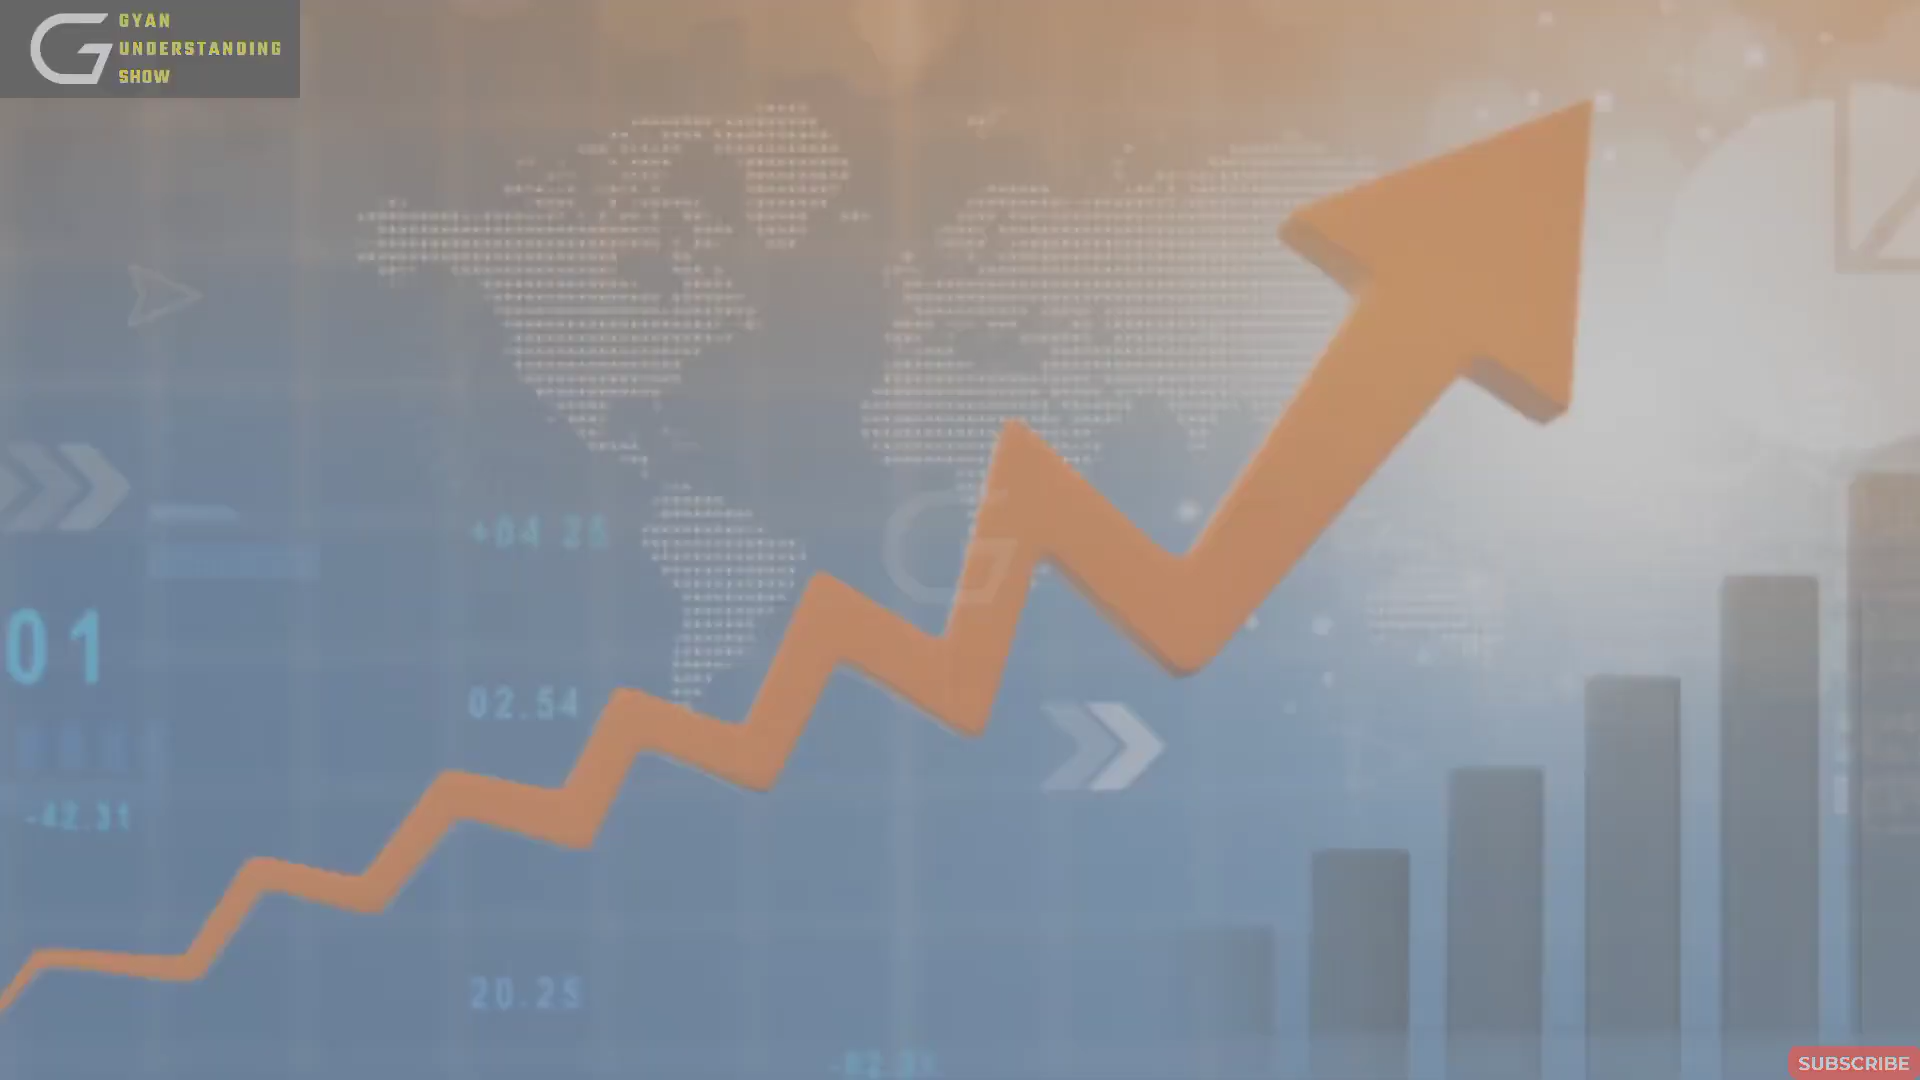 GYAN
UNDERSTANDING
SHOW
+04 26
01
02.54
-42.31
20.25
SUBSCRIBE